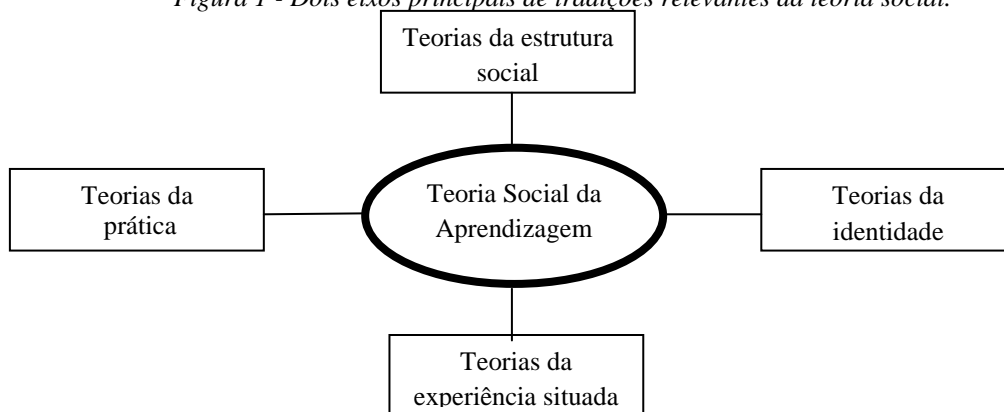 Figura 1 - Dois eixos principais de tradições relevantes da teoria social.
Teorias da estrutura
social
Teorias da
prática
Teoria Social da
Aprendizagem
Teorias da
identidade
Teorias da
experiência situada